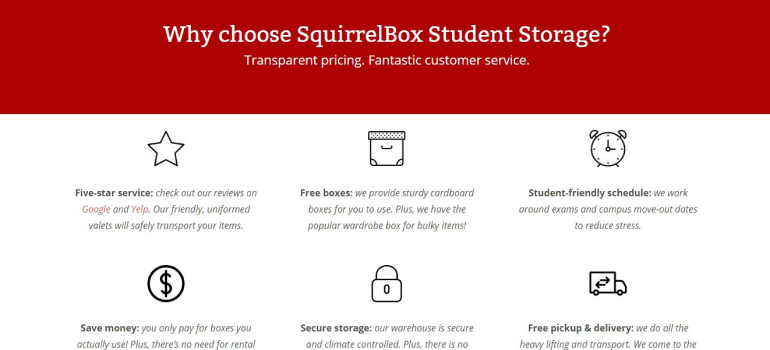 Why choose SquirrelBox Student Storage?
Transparent pricing. Fantastic customer service.
Five-star service: check out our reviews on
Google and Yelp. Our friendly, uniformed
valets will safely transport your items.
Free boxes: we provide sturdy cardboard
boxes for you to use. Plus, we have the
popular wardrobe box for bulky items!
Student-friendly schedule: we work
around exams and campus move-out dates
to reduce stress.
Save money: you only pay for boxes you
actually use! Plus, there's no need for rental
Secure storage: our warehouse is secure
and climate controlled. Plus, there is no
Free pickup & delivery: we do all the
heavy lifting and transport. We come to the